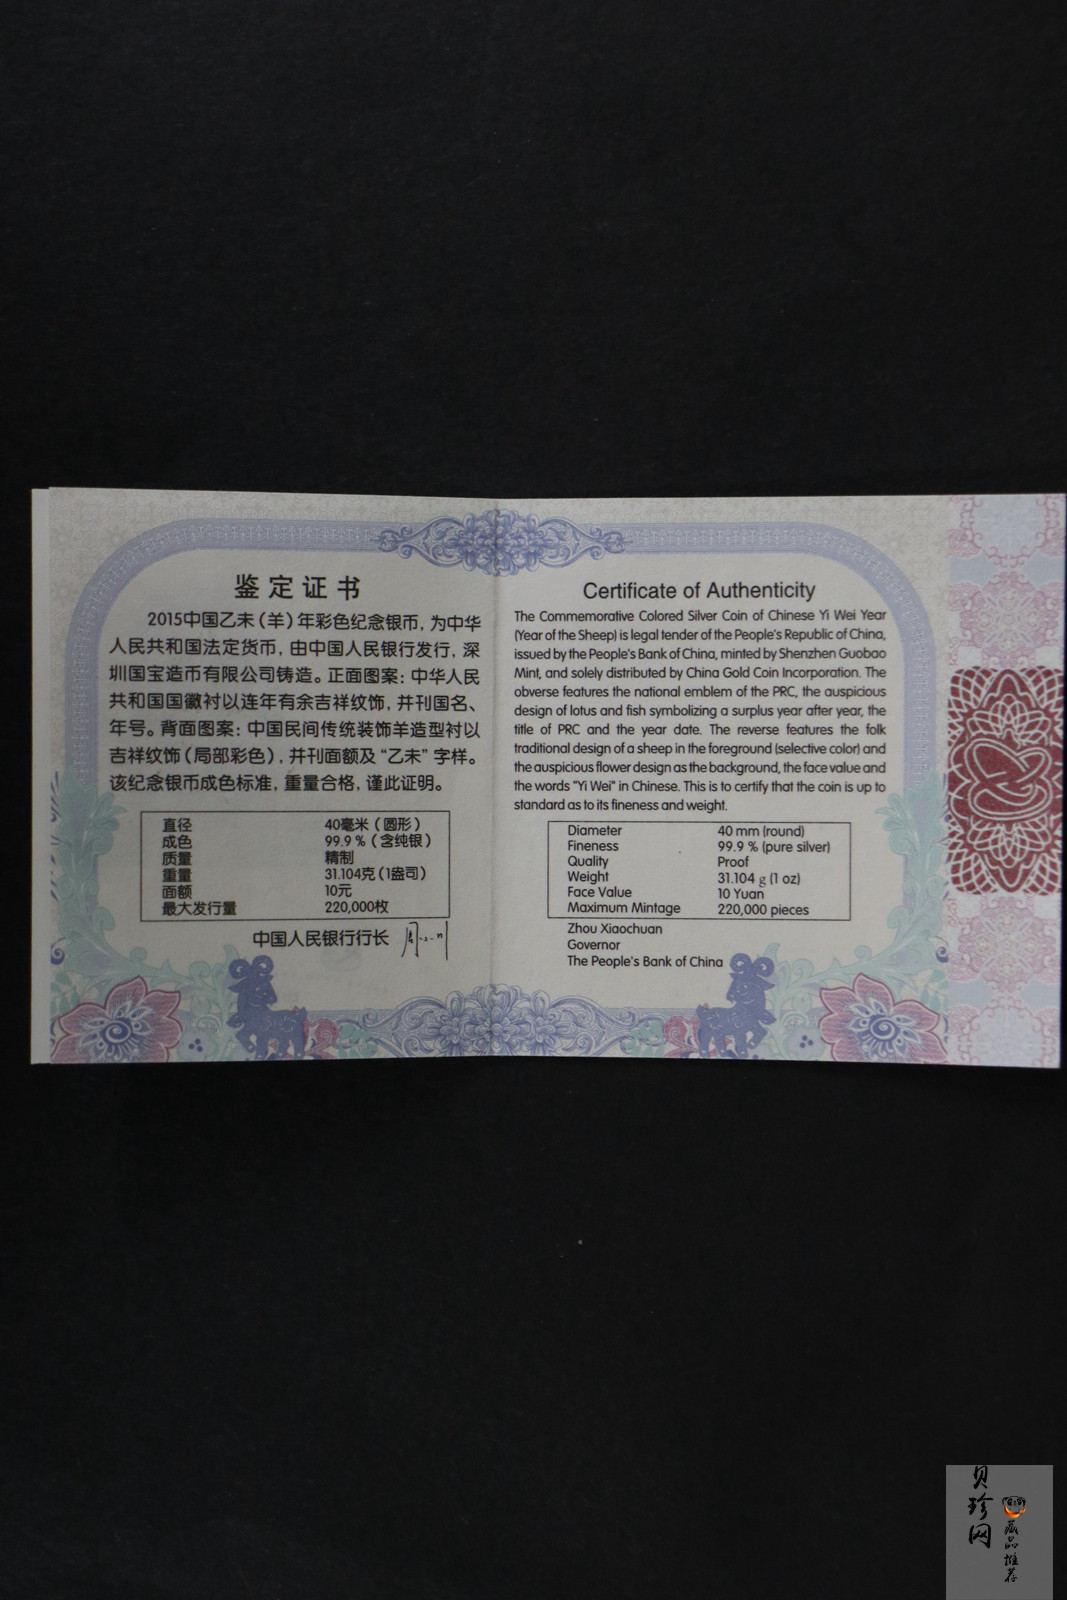 鉴定证书
2015中国乙未（羊）年彩色纪念银币，为中华
人民共和国法定货币，由中国人民银行发行，深
圳国宝造币有限公司铸造。正面图案：中华人民
共和国国徽衬以连年有余吉祥纹饰，并刊国名、
年号。背面图案：中国民间传统装饰羊造型衬以
吉祥纹饰（局部彩色），并刊面额及“乙未”字样。
该纪念银币成色标准，重量合格，谨此证明。
直径 40毫米（圆形）
成色 99.9％（含纯银）
质量 精制
重量 31.104克（1盎司）
面额 10元
最大发行量 220,000枚
中国人民银行行长
Certificate of Authenticity
The Commemorative Colored Silver Coin of Chinese Yi Wei Year
(Year of the Sheep) is legal tender of the People's Republic of China,
issued by the People's Bank of China, minted by Shenzhen Guobao
Mint, and solely distributed by China Gold Coin Incorporation. The
obverse features the national emblem of the PRC, the auspicious
design of lotus and fish symbolizing a surplus year after year, the
title of PRC and the year date. The reverse features the folk
traditional design of a sheep in the foreground (selective color) and
the auspicious flower design as the background, the face value and
the words "Yi Wei" in Chinese. This is to certify that the coin is up to
standard as to its fineness and weight.
Diameter 40 mm (round)
Fineness 99.9 % (pure silver)
Quality Proof
Weight 31.104 g (1 oz)
Face Value 10 Yuan
Maximum Mintage 220,000 pieces
Zhou Xiaochuan
Governor
The People's Bank of China
贝珍网
藏品推荐